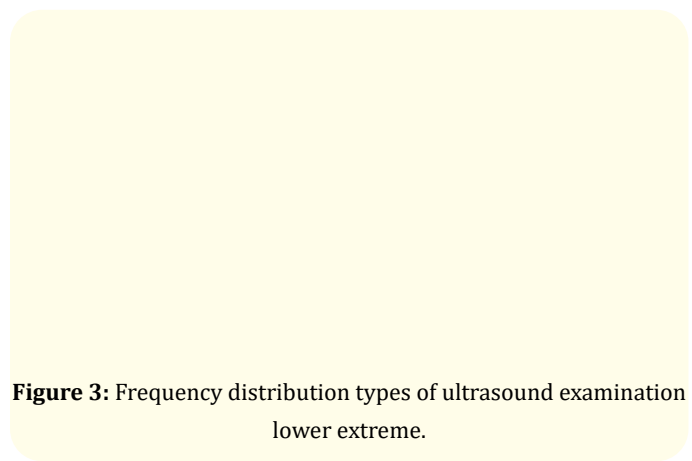 Figure 3: Frequency distribution types of ultrasound examination
lower extreme.